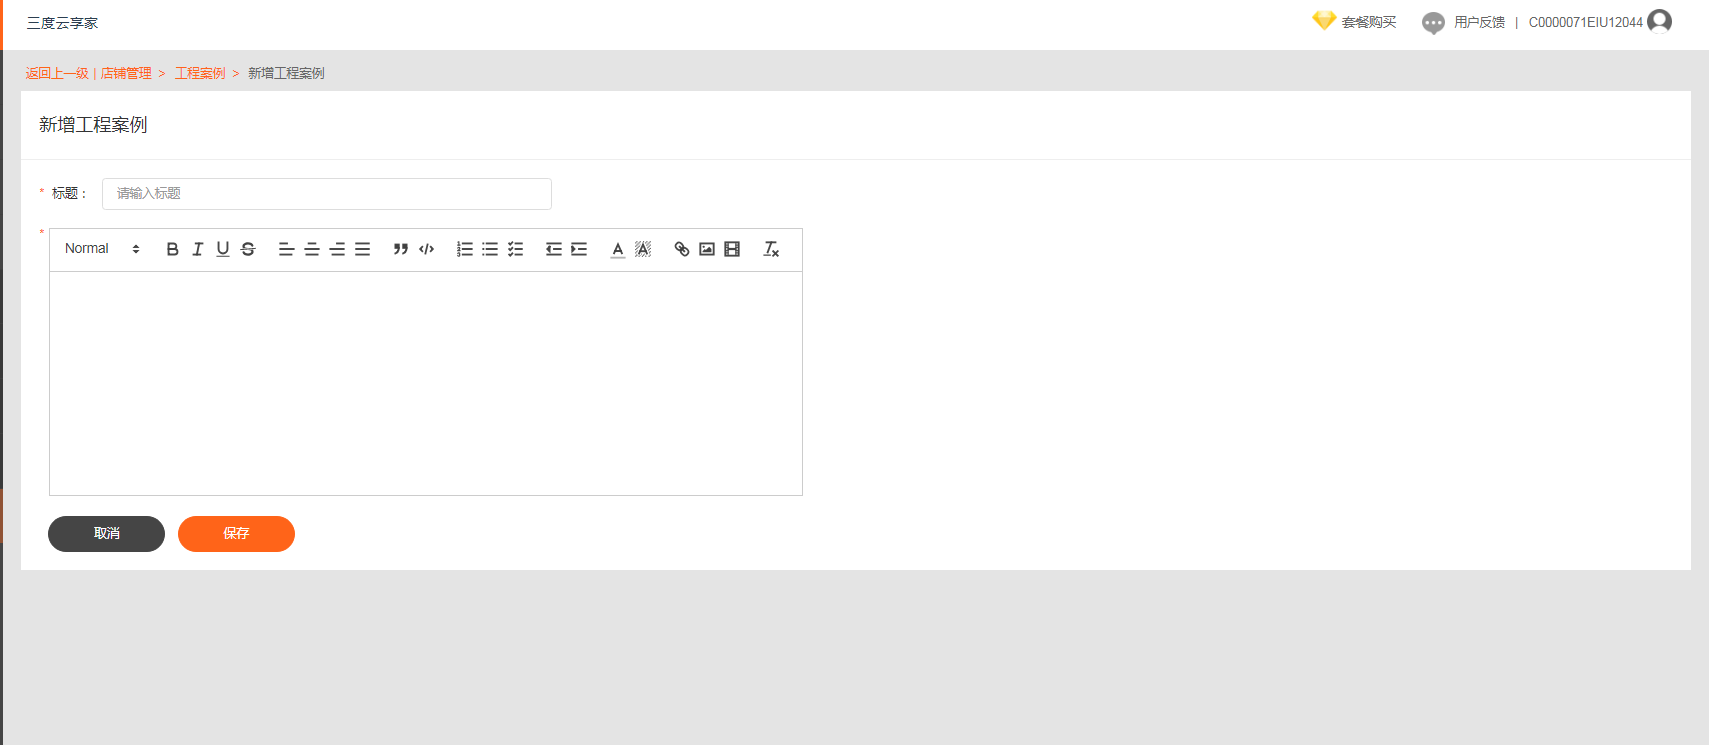 三度云享家
套餐购买 用户反馈 | C0000071EIU12044
返回上一级 | 店铺管理 > 工程案例 > 新增工程案例
新增工程案例
* 标题： 请输入标题
*
Normal
取消 保存